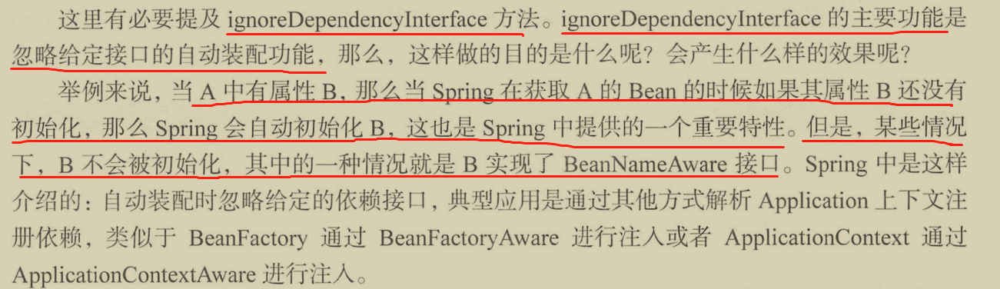 这里有必要提及 ignoreDependencyInterface 方法。ignoreDependencyInterface 的主要功能是
忽略给定接口的自动装配功能，那么，这样做的目的是什么呢？会产生什么样的效果呢？
举例来说，当 A 中有属性 B，那么当 Spring 在获取 A 的 Bean 的时候如果其属性 B 还没有
初始化，那么 Spring 会自动初始化 B，这也是 Spring 中提供的一个重要特性。但是，某些情况
下，B 不会被初始化，其中的一种情况就是 B 实现了 BeanNameAware 接口。Spring 中是这样
介绍的：自动装配时忽略给定的依赖接口，典型应用是通过其他方式解析 Application 上下文注
册依赖，类似于 BeanFactory 通过 BeanFactoryAware 进行注入或者 ApplicationContext 通过
ApplicationContextAware 进行注入。